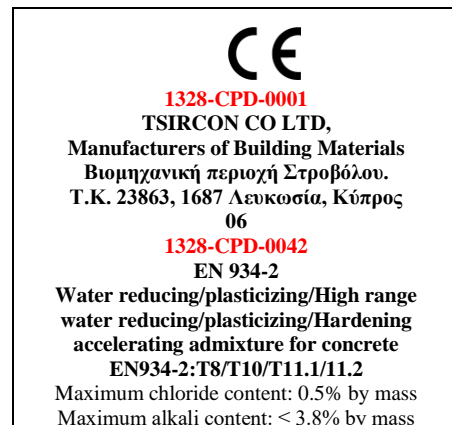 CE
1328-CPD-0001
TSIRCON CO LTD,
Manufacturers of Building Materials
Βιομηχανική περιοχή Στροβόλου.
Τ.Κ. 23863, 1687 Λευκωσία, Κύπρος
06
1328-CPD-0042
EN 934-2
Water reducing/plasticizing/High range
water reducing/plasticizing/Hardening
accelerating admixture for concrete
EN934-2:T8/T10/T11.1/11.2
Maximum chloride content: 0.5% by mass
Maximum alkali content: < 3.8% by mass